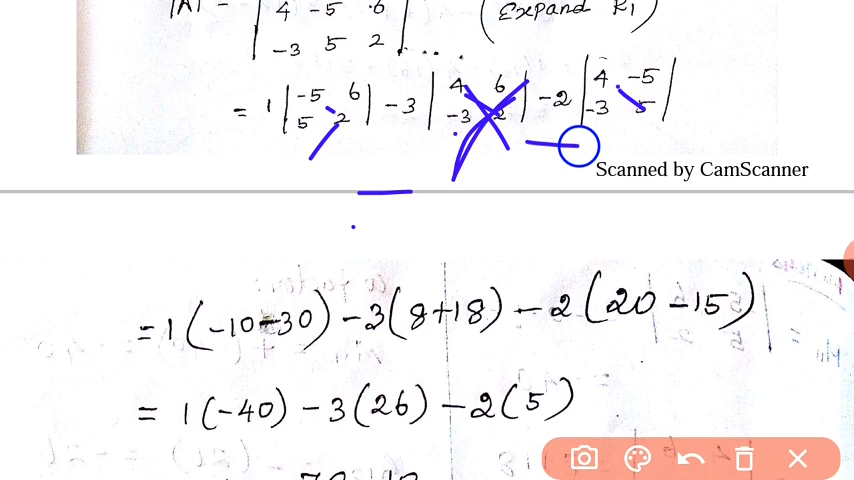 |A| = | 4 -5 6 | (Expand R1)
| -3 5 2 | ....
= 1 | -5 6 | -3 | 4 6 | -2 | 4 -5 |
| 5 2 | | -3 2 | | -3 5 |
Scanned by CamScanner
= 1(-10-30) -3(8+18) -2(20-15)
= 1(-40) -3(26) -2(5)